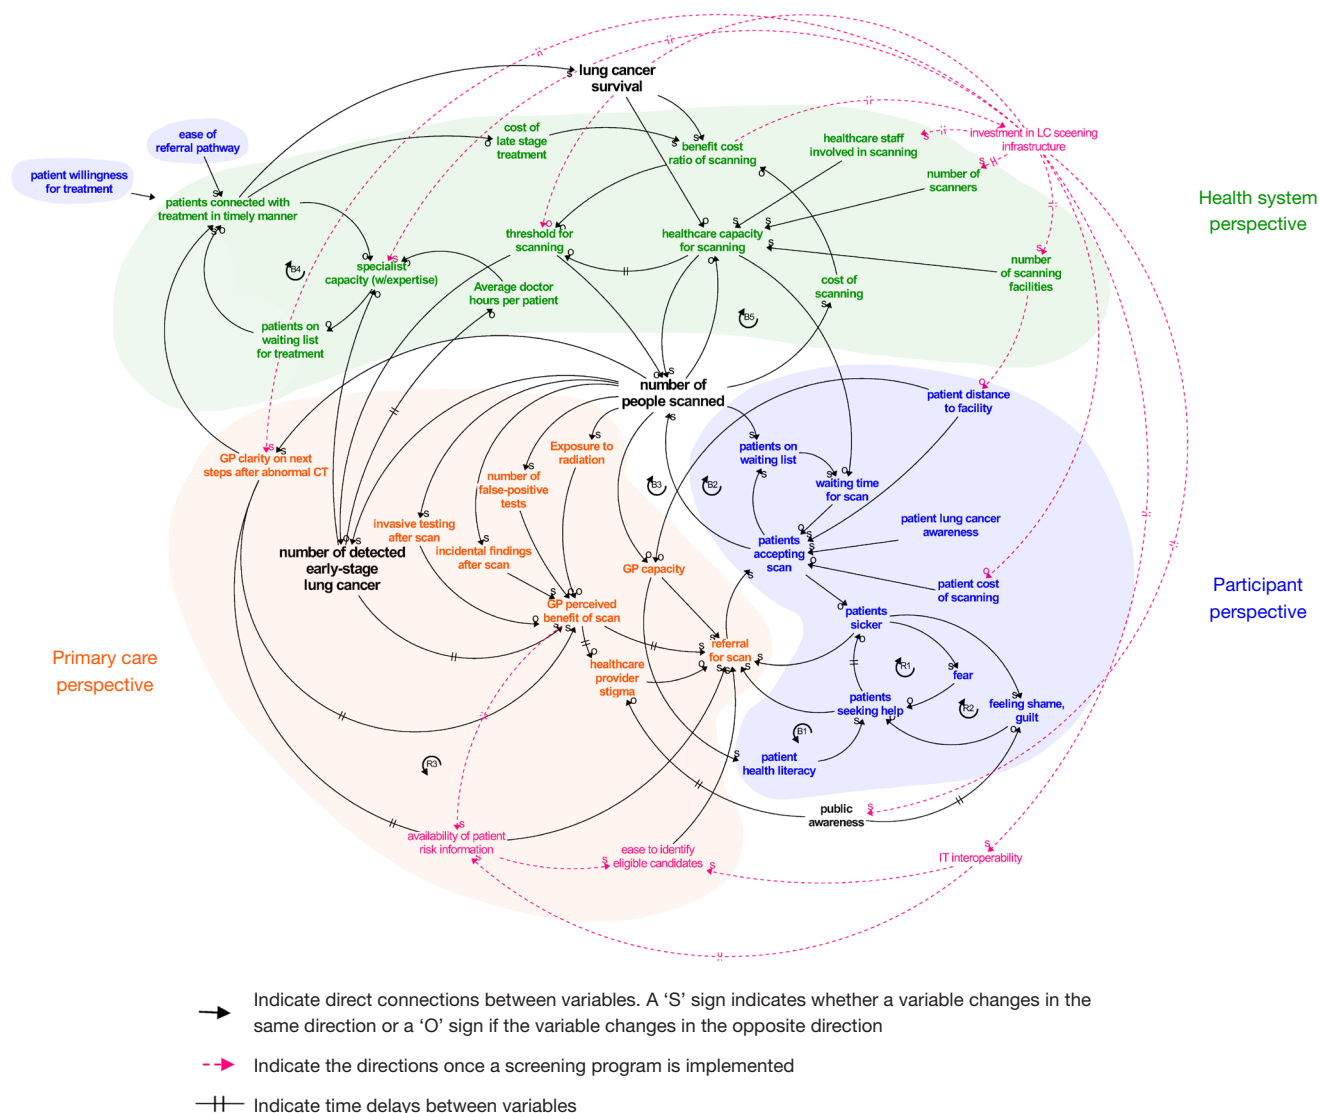 lung cancer
survival
ease of
referral pathway
patient willingness
for treatment
patients connected with
treatment in timely manner
cost of
late stage
treatment
benefit cost
ratio of scanning
healthcare staff
involved in scanning
investment in LC sceening
infrastructure
number of
scanners
Health system
perspective
threshold for
scanning
healthcare capacity
for scanning
specialist
capacity (w/expertise)
Average doctor
hours per patient
cost of
scanning
number
of scanning
facilities
B4
B5
patients on
waiting list
for treatment
number of
people scanned
patient distance
to facility
GP clarity on next
steps after abnormal CT
Exposure to
radiation
number of
false-positive
tests
patients on
waiting list
waiting time
for scan
B3
B2
invasive testing
after scan
incidental findings
after scan
number of detected
early-stage
lung cancer
GP capacity
patients
accepting
scan
patient lung cancer
awareness
patient cost
of scanning
Participant
perspective
GP perceived
benefit of scan
patients
sicker
Primary care
perspective
healthcare
provider
stigma
referral
for scan
R1
fear
patients
seeking help
R2
feeling shame,
guilt
B1
patient
health literacy
R3
public
awareness
availability of patient
risk information
ease to identify
eligible candidates
IT interoperability
Indicate direct connections between variables. A ‘S’ sign indicates whether a variable changes in the
same direction or a ‘O’ sign if the variable changes in the opposite direction
Indicate the directions once a screening program is implemented
Indicate time delays between variables